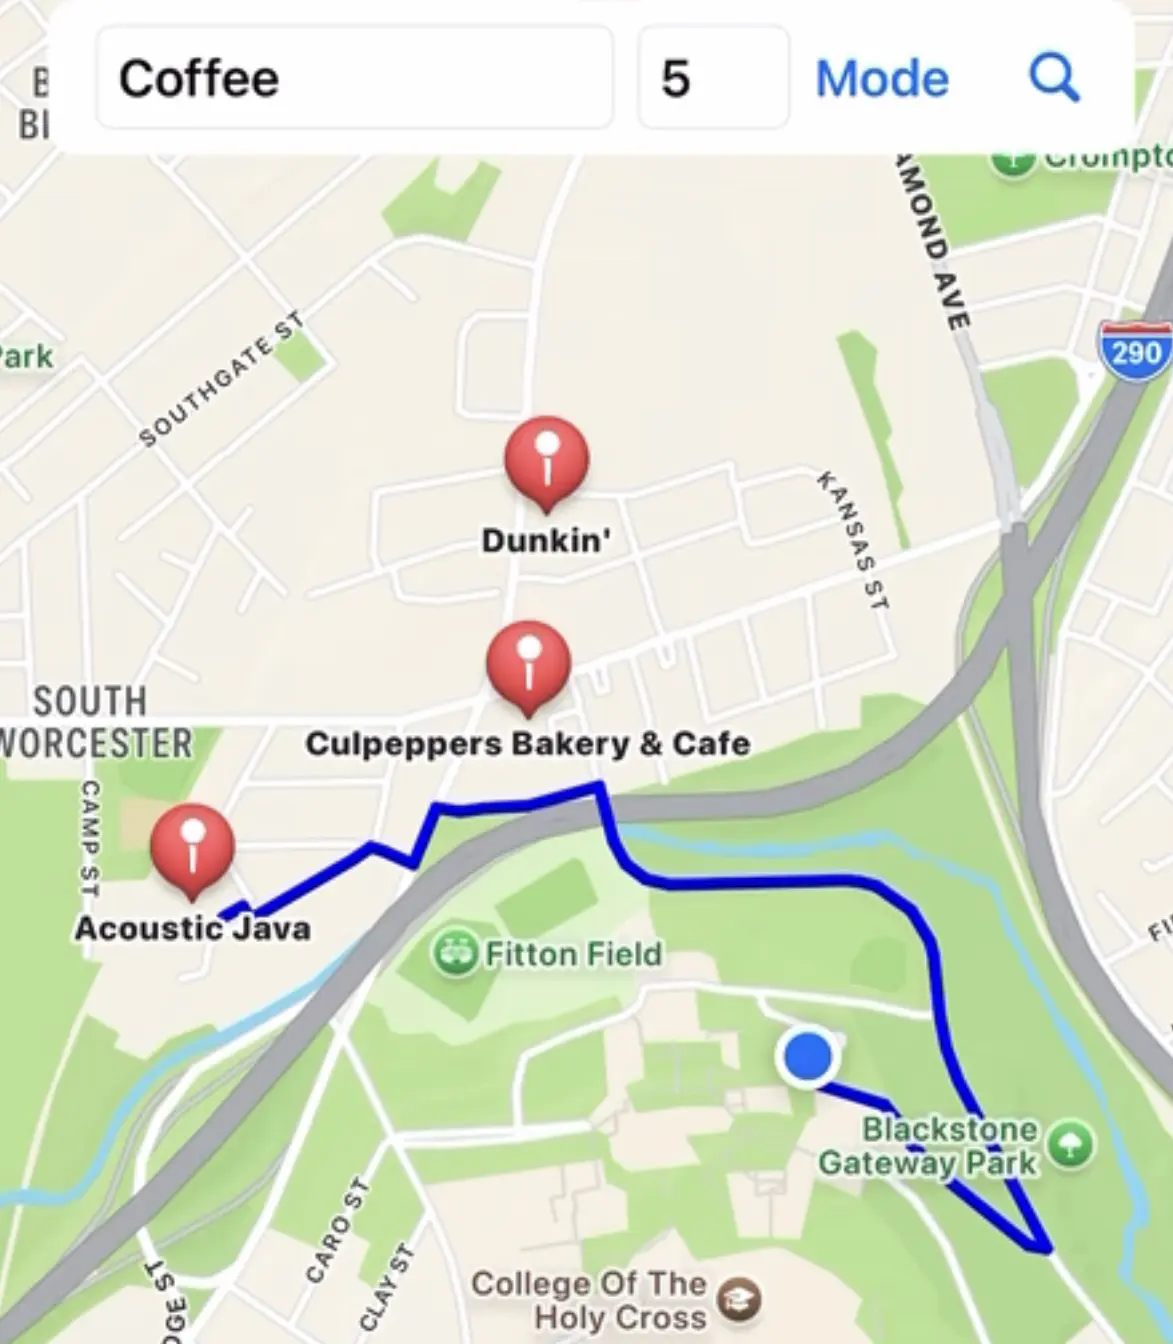 Coffee
5
Mode
AMOND AVE
290
SOUTHGATE ST
Park
Dunkin'
KANSAS ST
SOUTH
WORCESTER
Culpeppers Bakery & Cafe
CAMP ST
Acoustic Java
Fitton Field
Blackstone
Gateway Park
CARO ST
CLAY ST
College Of The
Holy Cross